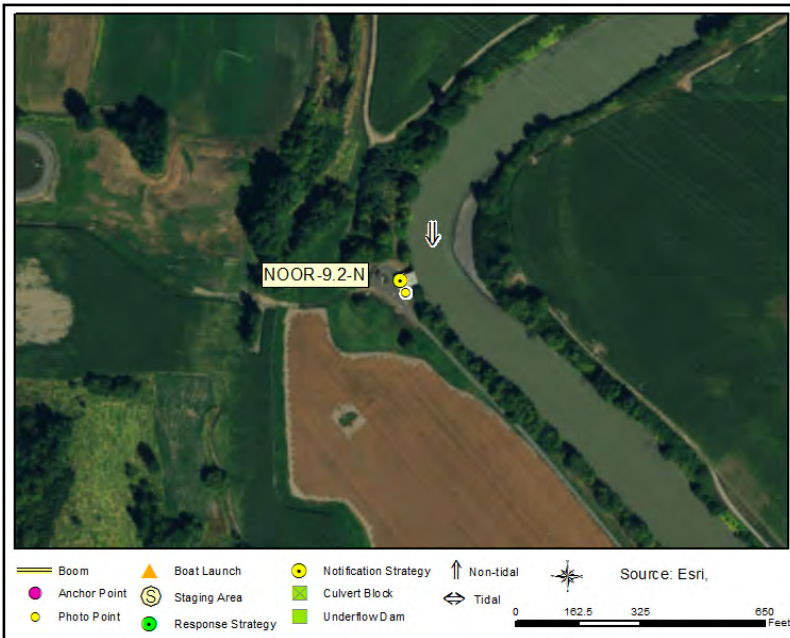 NOOR-9.2-N
Boom
Anchor Point
Photo Point
Boat Launch
S Staging Area
Response Strategy
Notification Strategy
Culvert Block
Underflow Dam
Non-tidal
Tidal
Source: Esri,
0 162.5 325 650
Feet